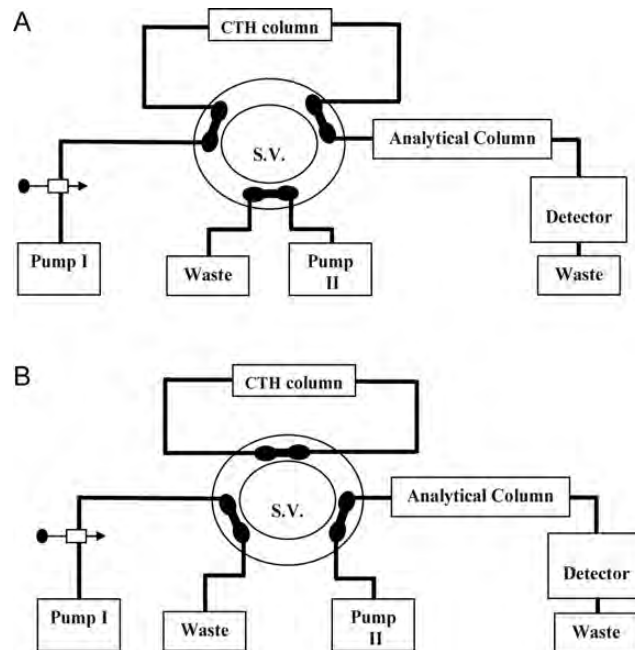 A
CTH column
S.V.
Analytical Column
Pump I
Waste
Pump
II
Detector
Waste
B
CTH column
S.V.
Analytical Column
Pump I
Waste
Pump
II
Detector
Waste